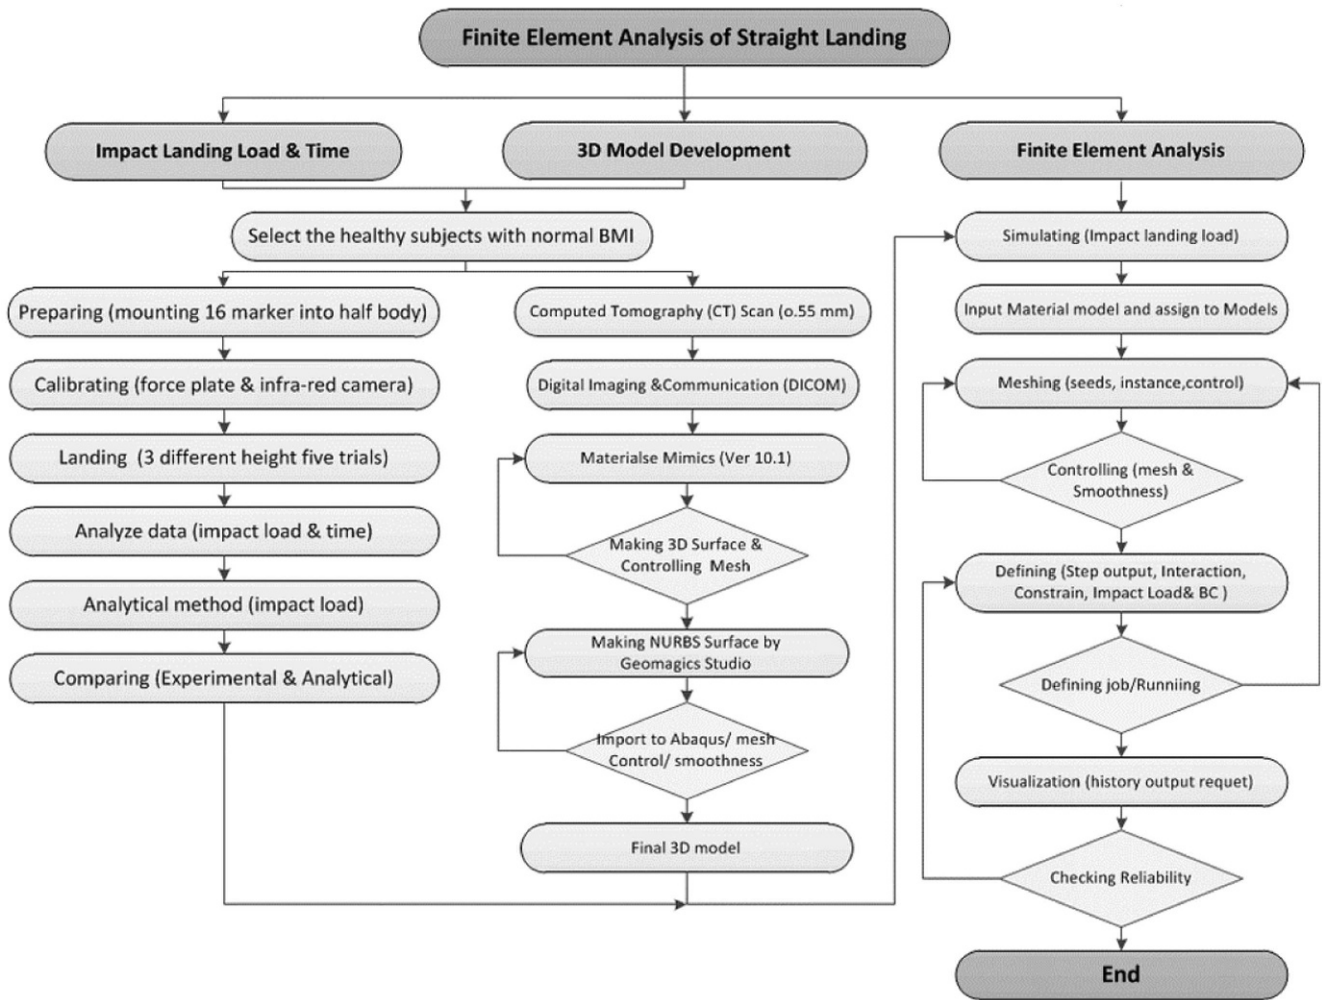 Finite Element Analysis of Straight Landing
Impact Landing Load & Time
3D Model Development
Finite Element Analysis
Select the healthy subjects with normal BMI
Preparing (mounting 16 marker into half body)
Calibrating (force plate & infra-red camera)
Landing (3 different height five trials)
Analyze data (impact load & time)
Analytical method (impact load)
Comparing (Experimental & Analytical)
Computed Tomography (CT) Scan (o.55 mm)
Digital Imaging &Communication (DICOM)
Materialse Mimics (Ver 10.1)
Making 3D Surface &
Controlling Mesh
Making NURBS Surface by
Geomagics Studio
Import to Abaqus/ mesh
Control/ smoothness
Final 3D model
Simulating (Impact landing load)
Input Material model and assign to Models
Meshing (seeds, instance,control)
Controlling (mesh &
Smoothness)
Defining (Step output, Interaction,
Constrain, Impact Load& BC )
Defining job/Runniing
Visualization (history output requet)
Checking Reliability
End